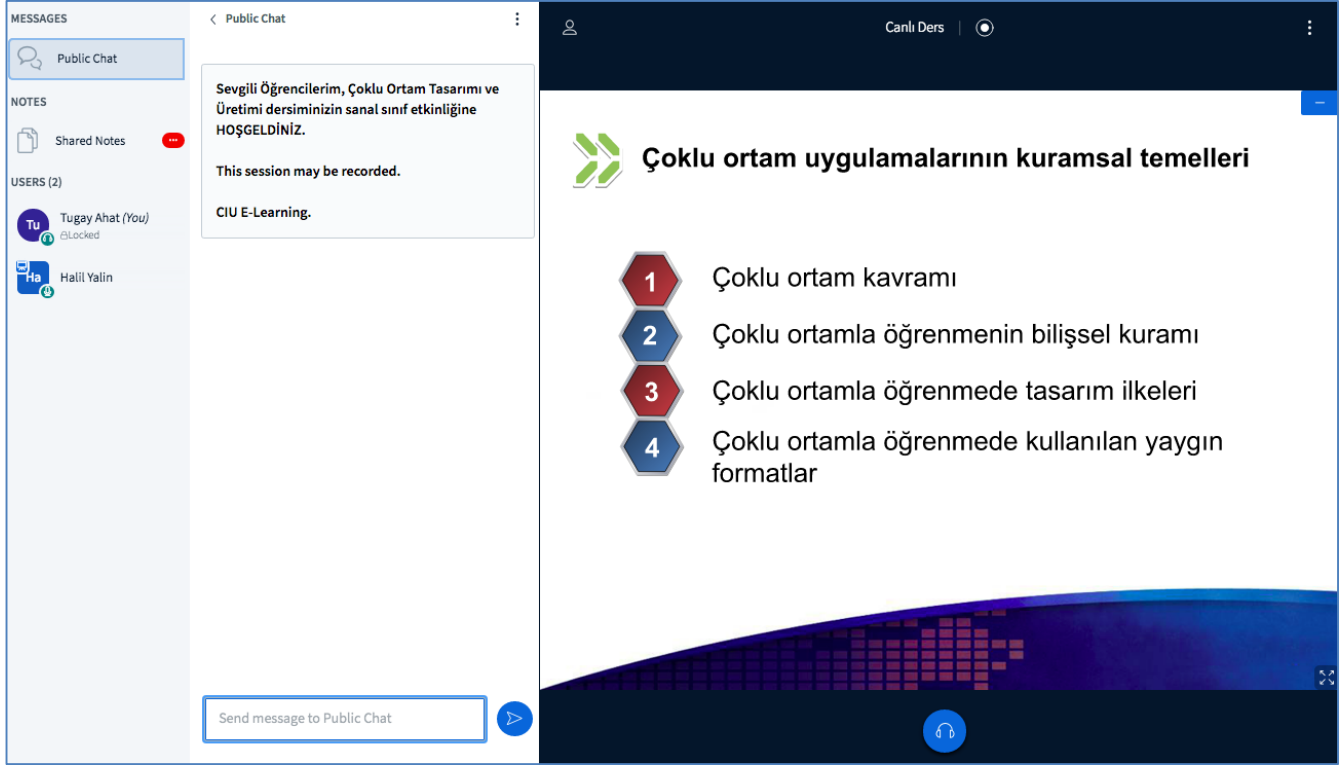 MESSAGES
Public Chat
NOTES
Shared Notes
USERS (2)
Tu
Tugay Ahat (You)
Locked
Ha
Halil Yalin
Public Chat
Sevgili Öğrencilerim, Çoklu Ortam Tasarımı ve
Üretimi dersiminizin sanal sınıf etkinliğine
HOŞGELDİNİZ.
This session may be recorded.
CIU E-Learning.
Send message to Public Chat
Canlı Ders
Çoklu ortam uygulamalarının kuramsal temelleri
1 Çoklu ortam kavramı
2 Çoklu ortamla öğrenmenin bilişsel kuramı
3 Çoklu ortamla öğrenmede tasarım ilkeleri
4 Çoklu ortamla öğrenmede kullanılan yaygın
formatlar